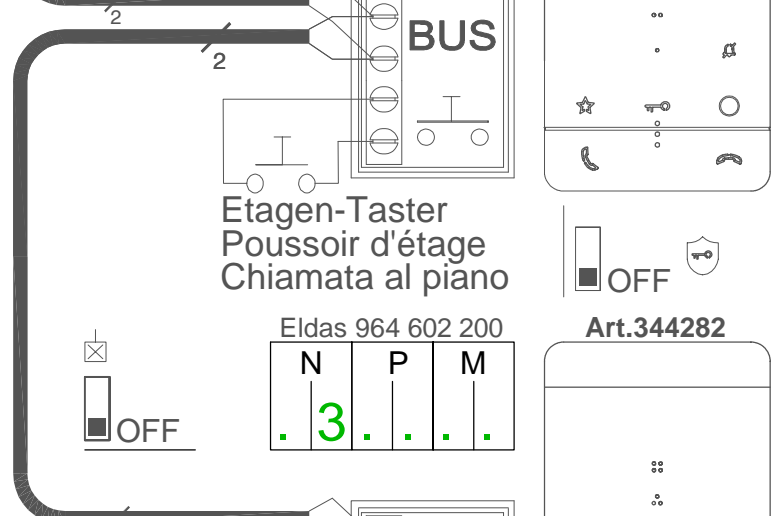 2
BUS
2
Etagen-Taster
Poussoir d'étage
Chiamata al piano
OFF
Eldas 964 602 200
Art.344282
N P M
. 3 . . . .
OFF